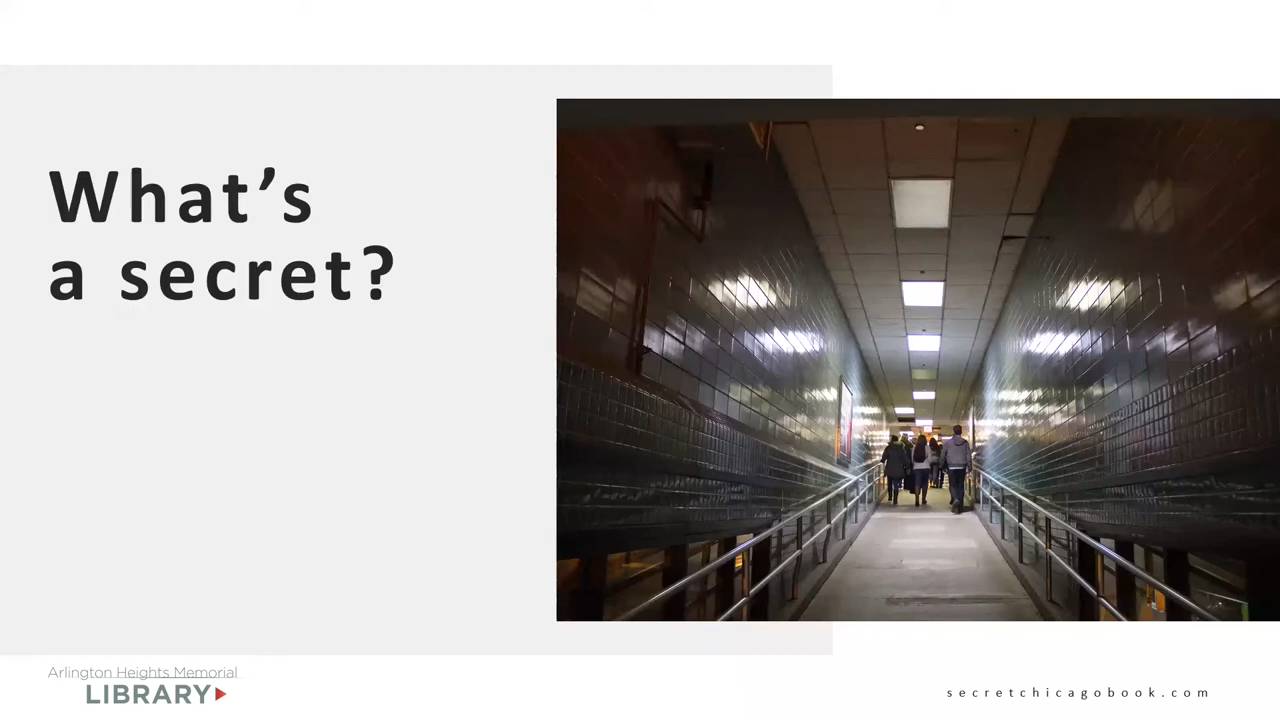 What's
a secret?
Arlington Heights Memorial
LIBRARY
secretchicagobook.com